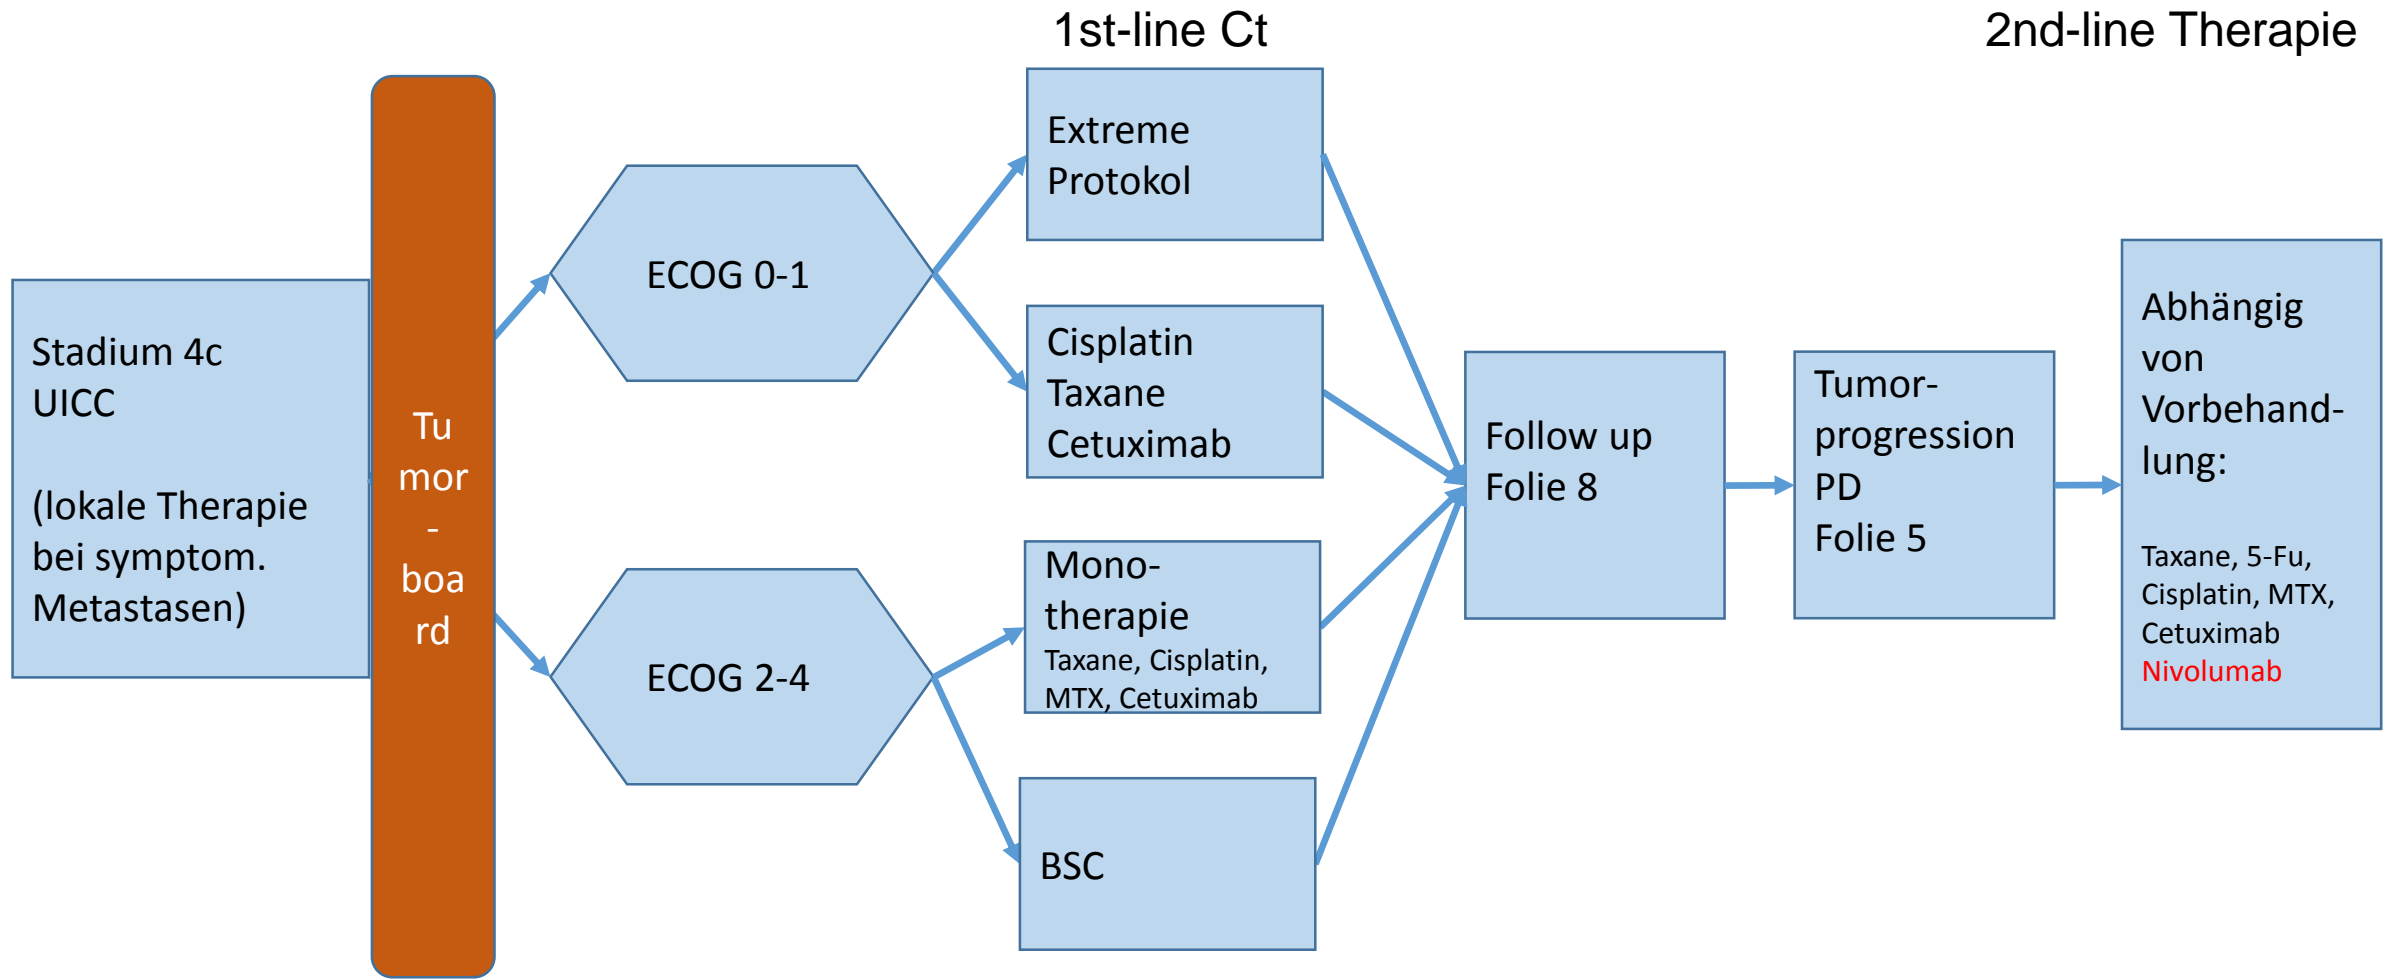 1st-line Ct
2nd-line Therapie
Stadium 4c
UICC
(lokale Therapie
bei symptom.
Metastasen)
Tu
mor
-
boa
rd
ECOG 0-1
ECOG 2-4
Extreme
Protokol
Cisplatin
Taxane
Cetuximab
Mono-
therapie
Taxane, Cisplatin,
MTX, Cetuximab
BSC
Follow up
Folie 8
Tumor-
progression
PD
Folie 5
Abhängig
von
Vorbehand-
lung:
Taxane, 5-Fu,
Cisplatin, MTX,
Cetuximab
Nivolumab